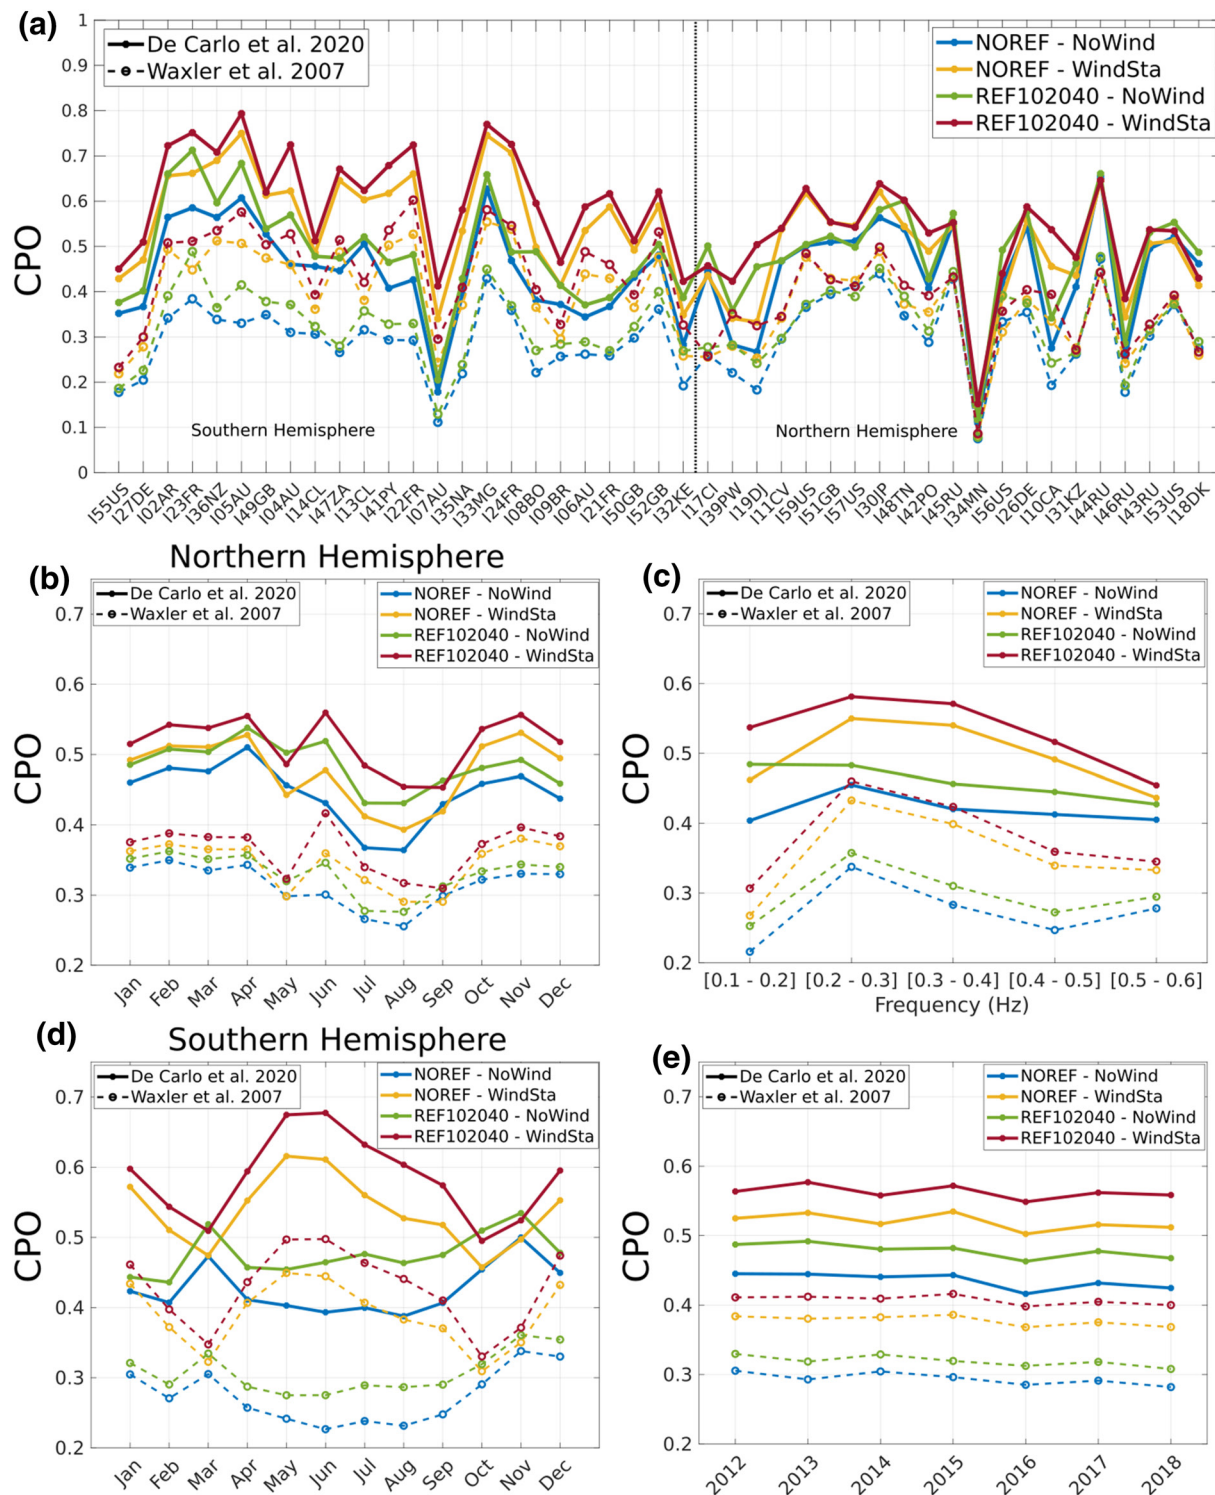 (a)
1
0.9
0.8
0.7
0.6
0.5
0.4
0.3
0.2
0.1
0
CPO
De Carlo et al. 2020
Waxler et al. 2007
NOREF - NoWind
NOREF - WindSta
REF102040 - NoWind
REF102040 - WindSta
Southern Hemisphere
Northern Hemisphere
I55US I27DE I02AR I23FR I36NZ I05AU I49GB I04AU I14CL I47ZA I13CL I41PY I22FR I07AU I35NA I33MG I24FR I08BO I09BR I06AU I21FR I50GB I52GB I32KE I17CI I39PW I19DJ I11CV I59US I51GB I57US I30JP I48TN I42PO I45RU I34MN I56US I26DE I10CA I31KZ I44RU I46RU I43RU I53US I18DK
(b)
Northern Hemisphere
De Carlo et al. 2020
Waxler et al. 2007
NOREF - NoWind
NOREF - WindSta
REF102040 - NoWind
REF102040 - WindSta
0.7
0.6
0.5
0.4
0.3
0.2
CPO
Jan Feb Mar Apr May Jun Jul Aug Sep Oct Nov Dec
(c)
De Carlo et al. 2020
Waxler et al. 2007
NOREF - NoWind
NOREF - WindSta
REF102040 - NoWind
REF102040 - WindSta
0.7
0.6
0.5
0.4
0.3
0.2
CPO
[0.1 - 0.2] [0.2 - 0.3] [0.3 - 0.4] [0.4 - 0.5] [0.5 - 0.6]
Frequency (Hz)
(d)
Southern Hemisphere
De Carlo et al. 2020
Waxler et al. 2007
NOREF - NoWind
NOREF - WindSta
REF102040 - NoWind
REF102040 - WindSta
0.7
0.6
0.5
0.4
0.3
0.2
CPO
Jan Feb Mar Apr May Jun Jul Aug Sep Oct Nov Dec
(e)
De Carlo et al. 2020
Waxler et al. 2007
NOREF - NoWind
NOREF - WindSta
REF102040 - NoWind
REF102040 - WindSta
0.7
0.6
0.5
0.4
0.3
0.2
CPO
2012 2013 2014 2015 2016 2017 2018